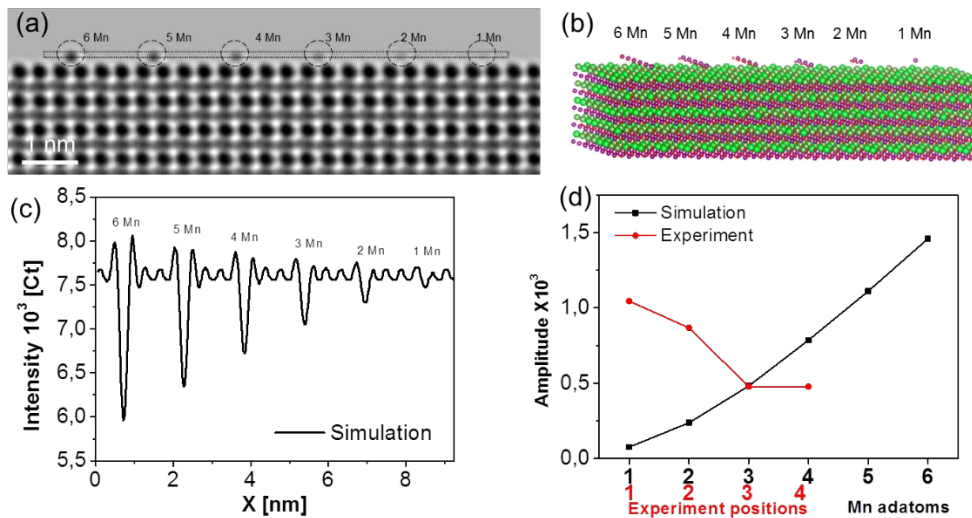 (a)
6 Mn 5 Mn 4 Mn 3 Mn 2 Mn 1 Mn
1 nm
(b)
6 Mn 5 Mn 4 Mn 3 Mn 2 Mn 1 Mn
(c)
8,5
8,0
7,5
7,0
6,5
6,0
5,5
Intensity 10³ [Ct]
6 Mn
5 Mn
4 Mn
3 Mn
2 Mn
1 Mn
Simulation
0 2 4 6 8
X [nm]
(d)
Simulation
Experiment
1,5
1,0
0,5
0,0
Amplitude X10³
1 2 3 4 5 6
1 2 3 4
Experiment positions Mn adatoms